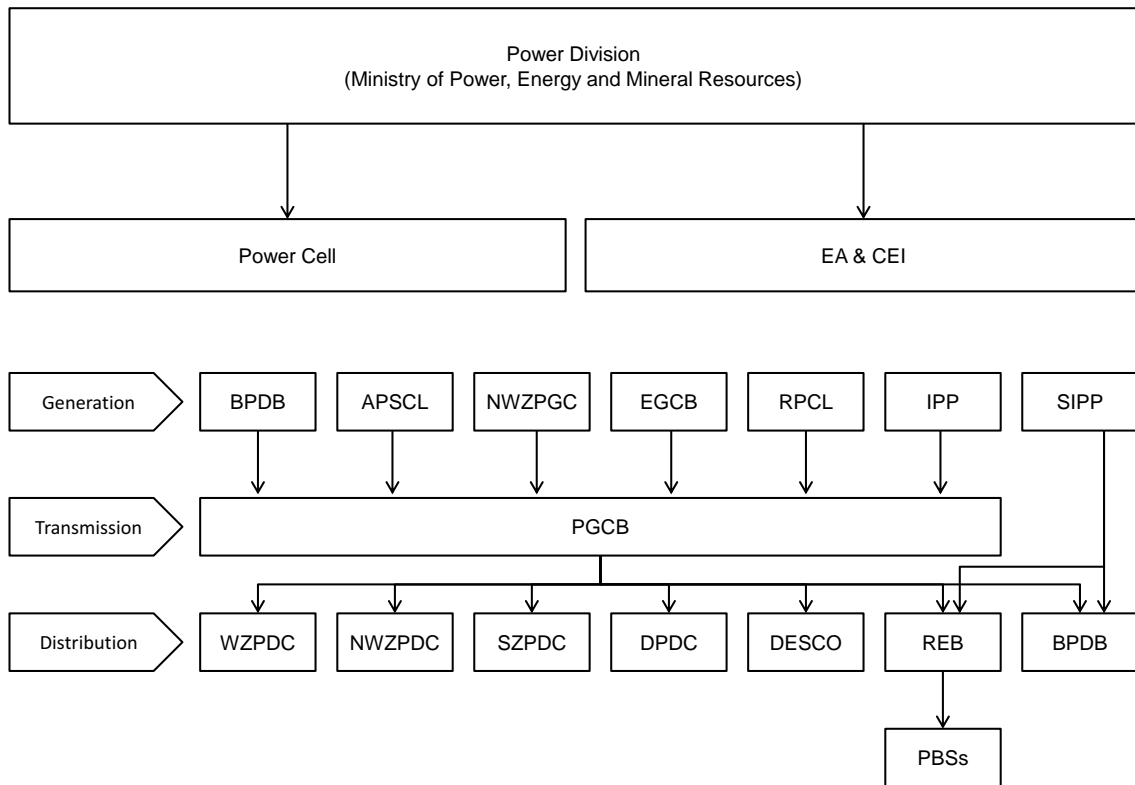 Power Division
(Ministry of Power, Energy and Mineral Resources)
Power Cell
EA & CEI
Generation
BPDB
APSCL
NWZPGC
EGCB
RPCL
IPP
SIPP
Transmission
PGCB
Distribution
WZPDC
NWZPDC
SZPDC
DPDC
DESCO
REB
BPDB
PBSs